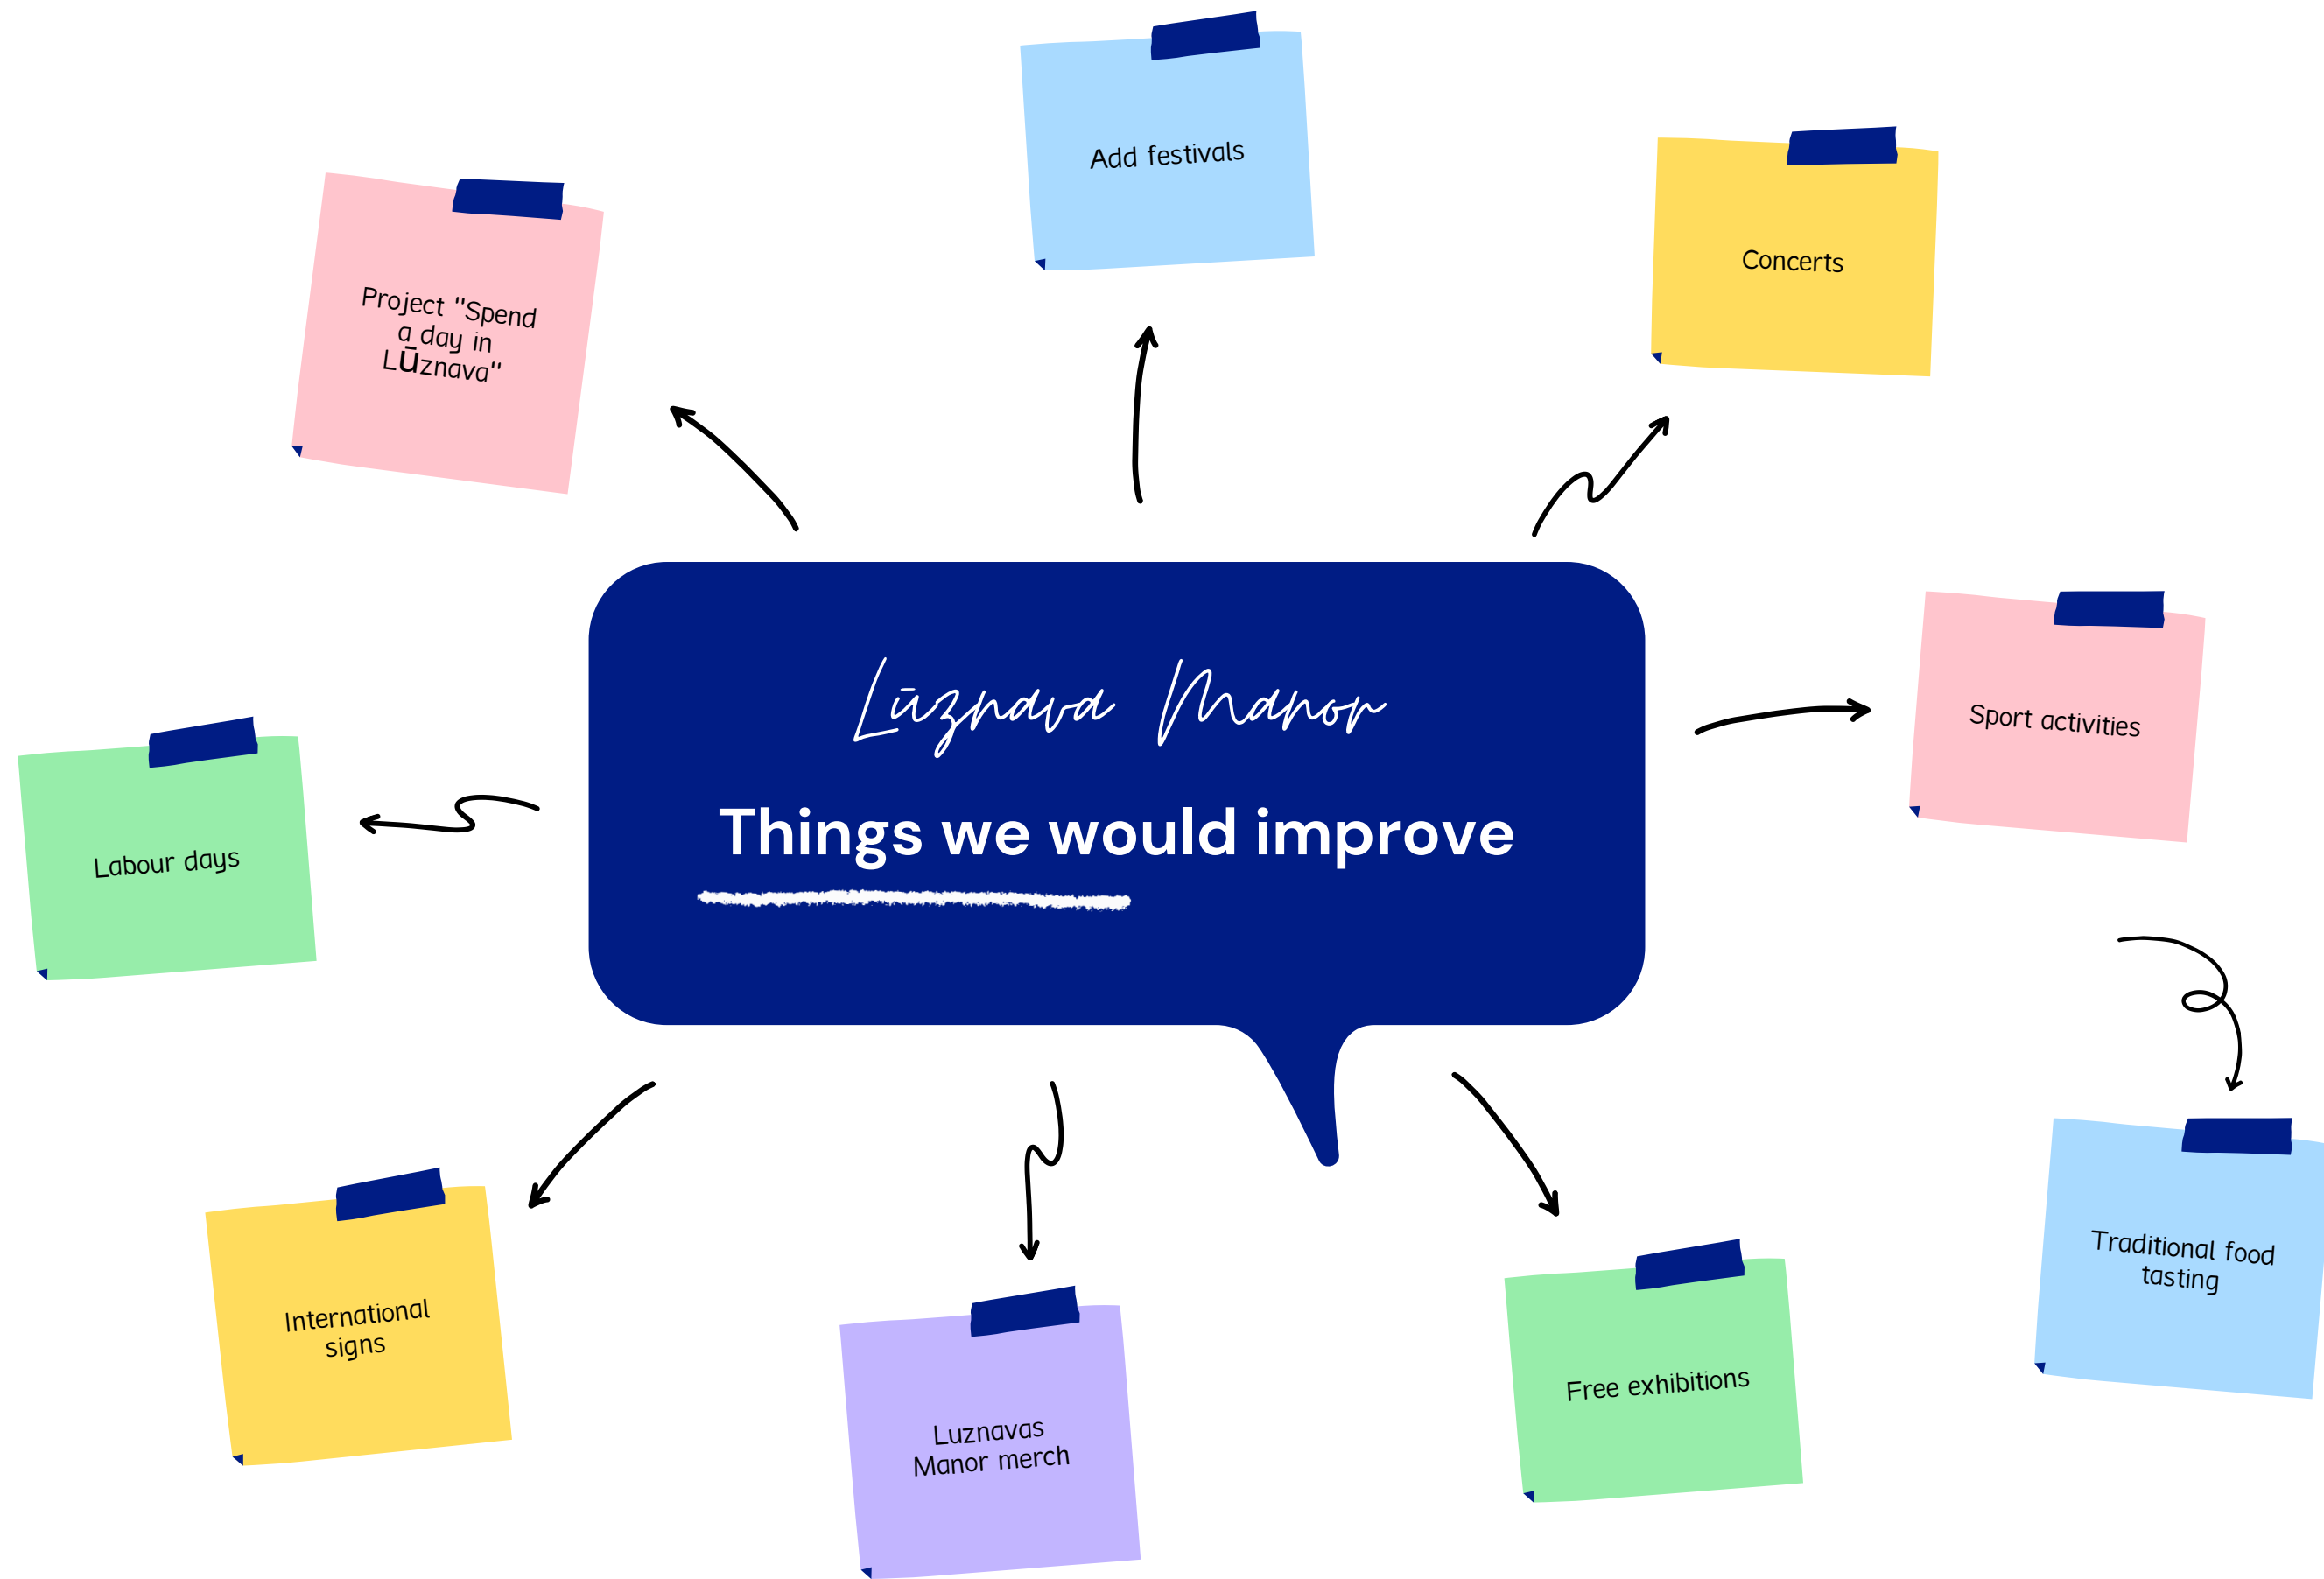 Add festivals
Concerts
Project "Spend
a day in
Lūznava"
Lūznava Manor
Things we would improve
Sport activities
Labour days
Traditional food
tasting
International
signs
Free exhibitions
Luznavas
Manor merch